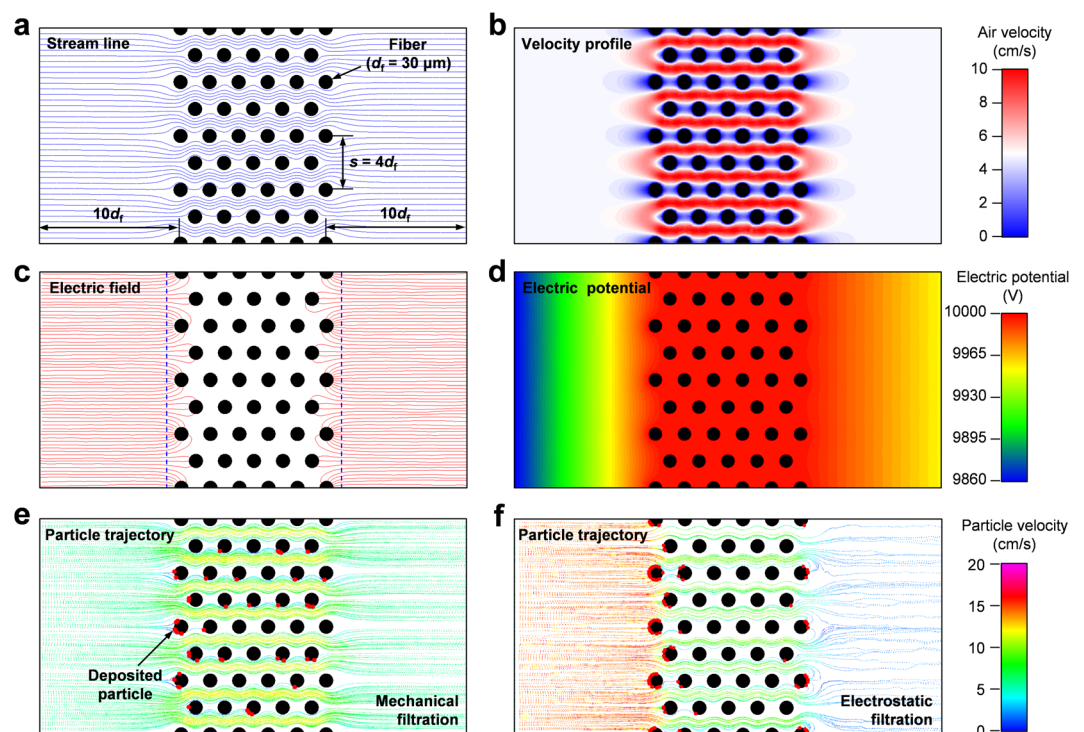 a
Stream line
Fiber
(df = 30 μm)
s = 4df
10df
10df
b
Velocity profile
Air velocity
(cm/s)
10
8
6
4
2
0
c
Electric field
d
Electric potential
Electric potential
(V)
10000
9965
9930
9895
9860
e
Particle trajectory
Deposited
particle
Mechanical
filtration
f
Particle trajectory
Electrostatic
filtration
Particle velocity
(cm/s)
20
15
10
5
0